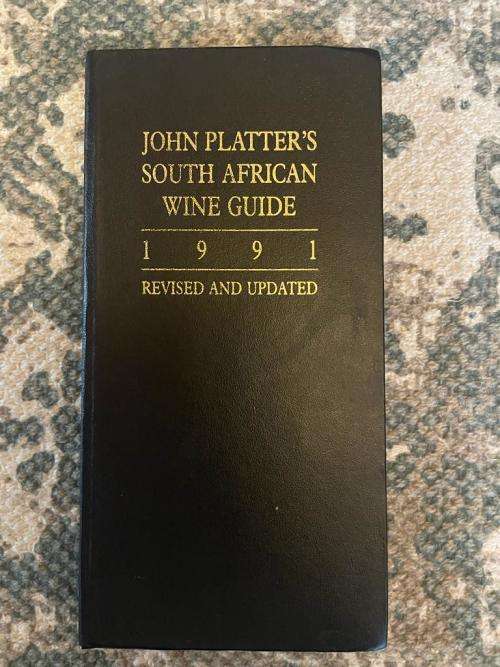 JOHN PLATTER'S
SOUTH AFRICAN
WINE GUIDE
1 9 9 1
REVISED AND UPDATED